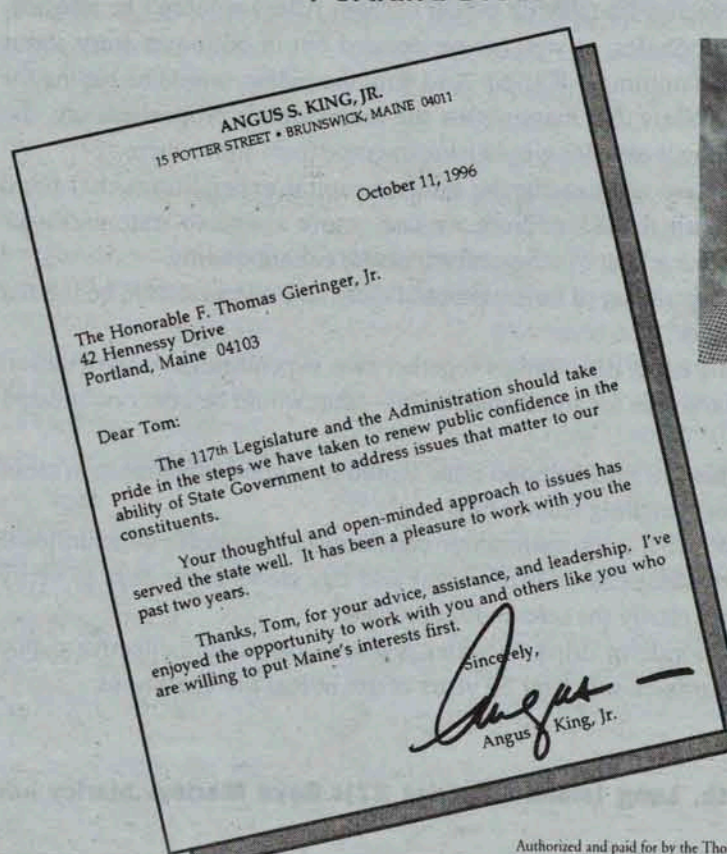 ANGUS S. KING, JR.
15 POTTER STREET • BRUNSWICK, MAINE 04011
October 11, 1996
The Honorable F. Thomas Gieringer, Jr.
42 Hennessy Drive
Portland, Maine 04103
Dear Tom:
The 117th Legislature and the Administration should take
pride in the steps we have taken to renew public confidence in the
ability of State Government to address issues that matter to our
constituents.
Your thoughtful and open-minded approach to issues has
served the state well. It has been a pleasure to work with you the
past two years.
Thanks, Tom, for your advice, assistance, and leadership. I've
enjoyed the opportunity to work with you and others like you who
are willing to put Maine's interests first.
Sincerely,
Angus
Angus King, Jr.
Authorized and paid for by the Tho